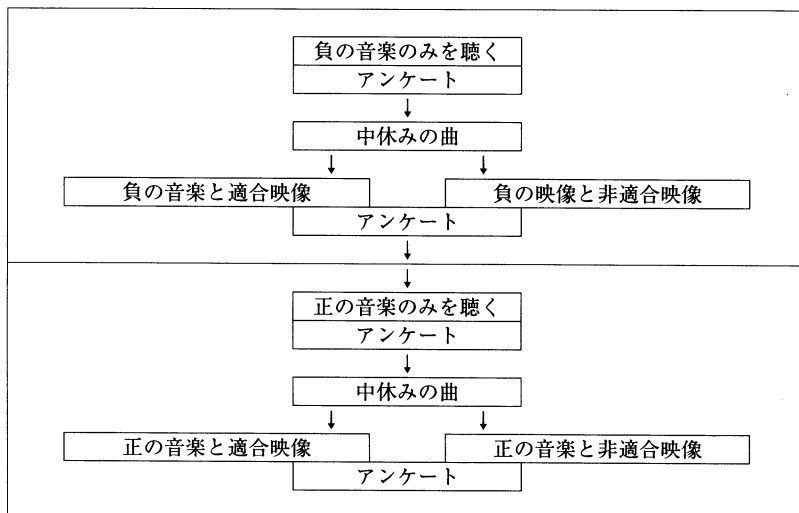 負の音楽のみを聴く
アンケート
中休みの曲
負の音楽と適合映像
負の映像と非適合映像
アンケート
正の音楽のみを聴く
アンケート
中休みの曲
正の音楽と適合映像
正の音楽と非適合映像
アンケート